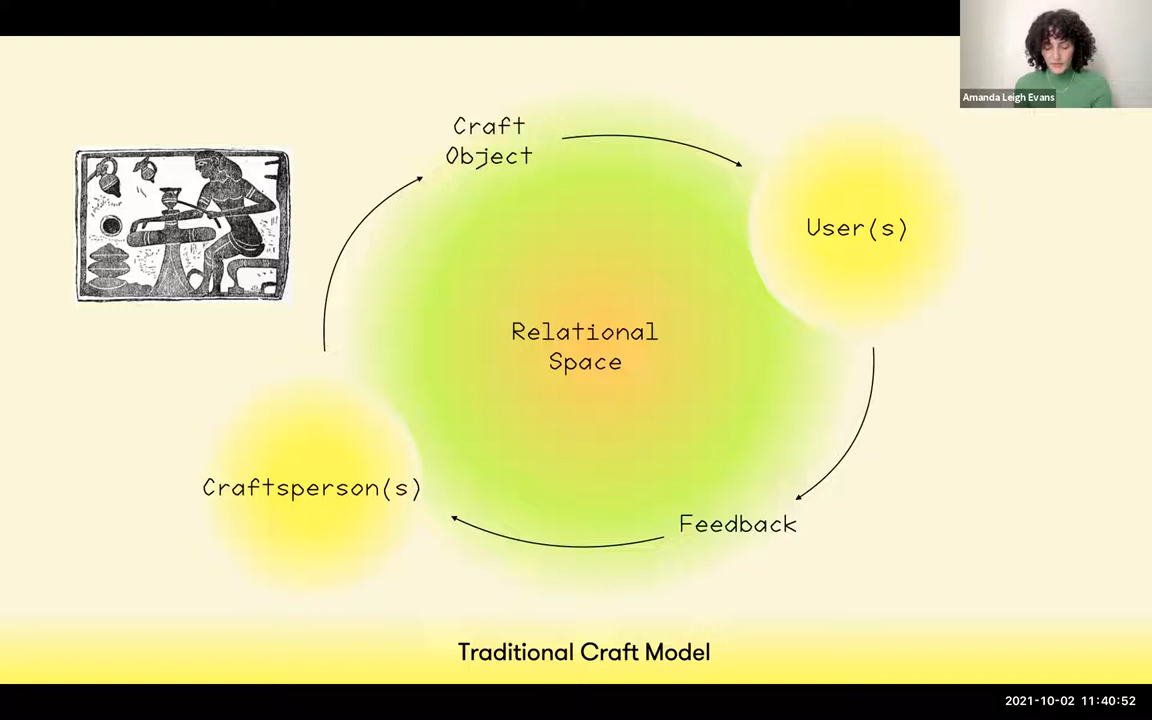 Amanda Leigh Evans
Craft
Object
User(s)
Relational
Space
Craftsperson(s)
Feedback
Traditional Craft Model
2021-10-02 11:40:52